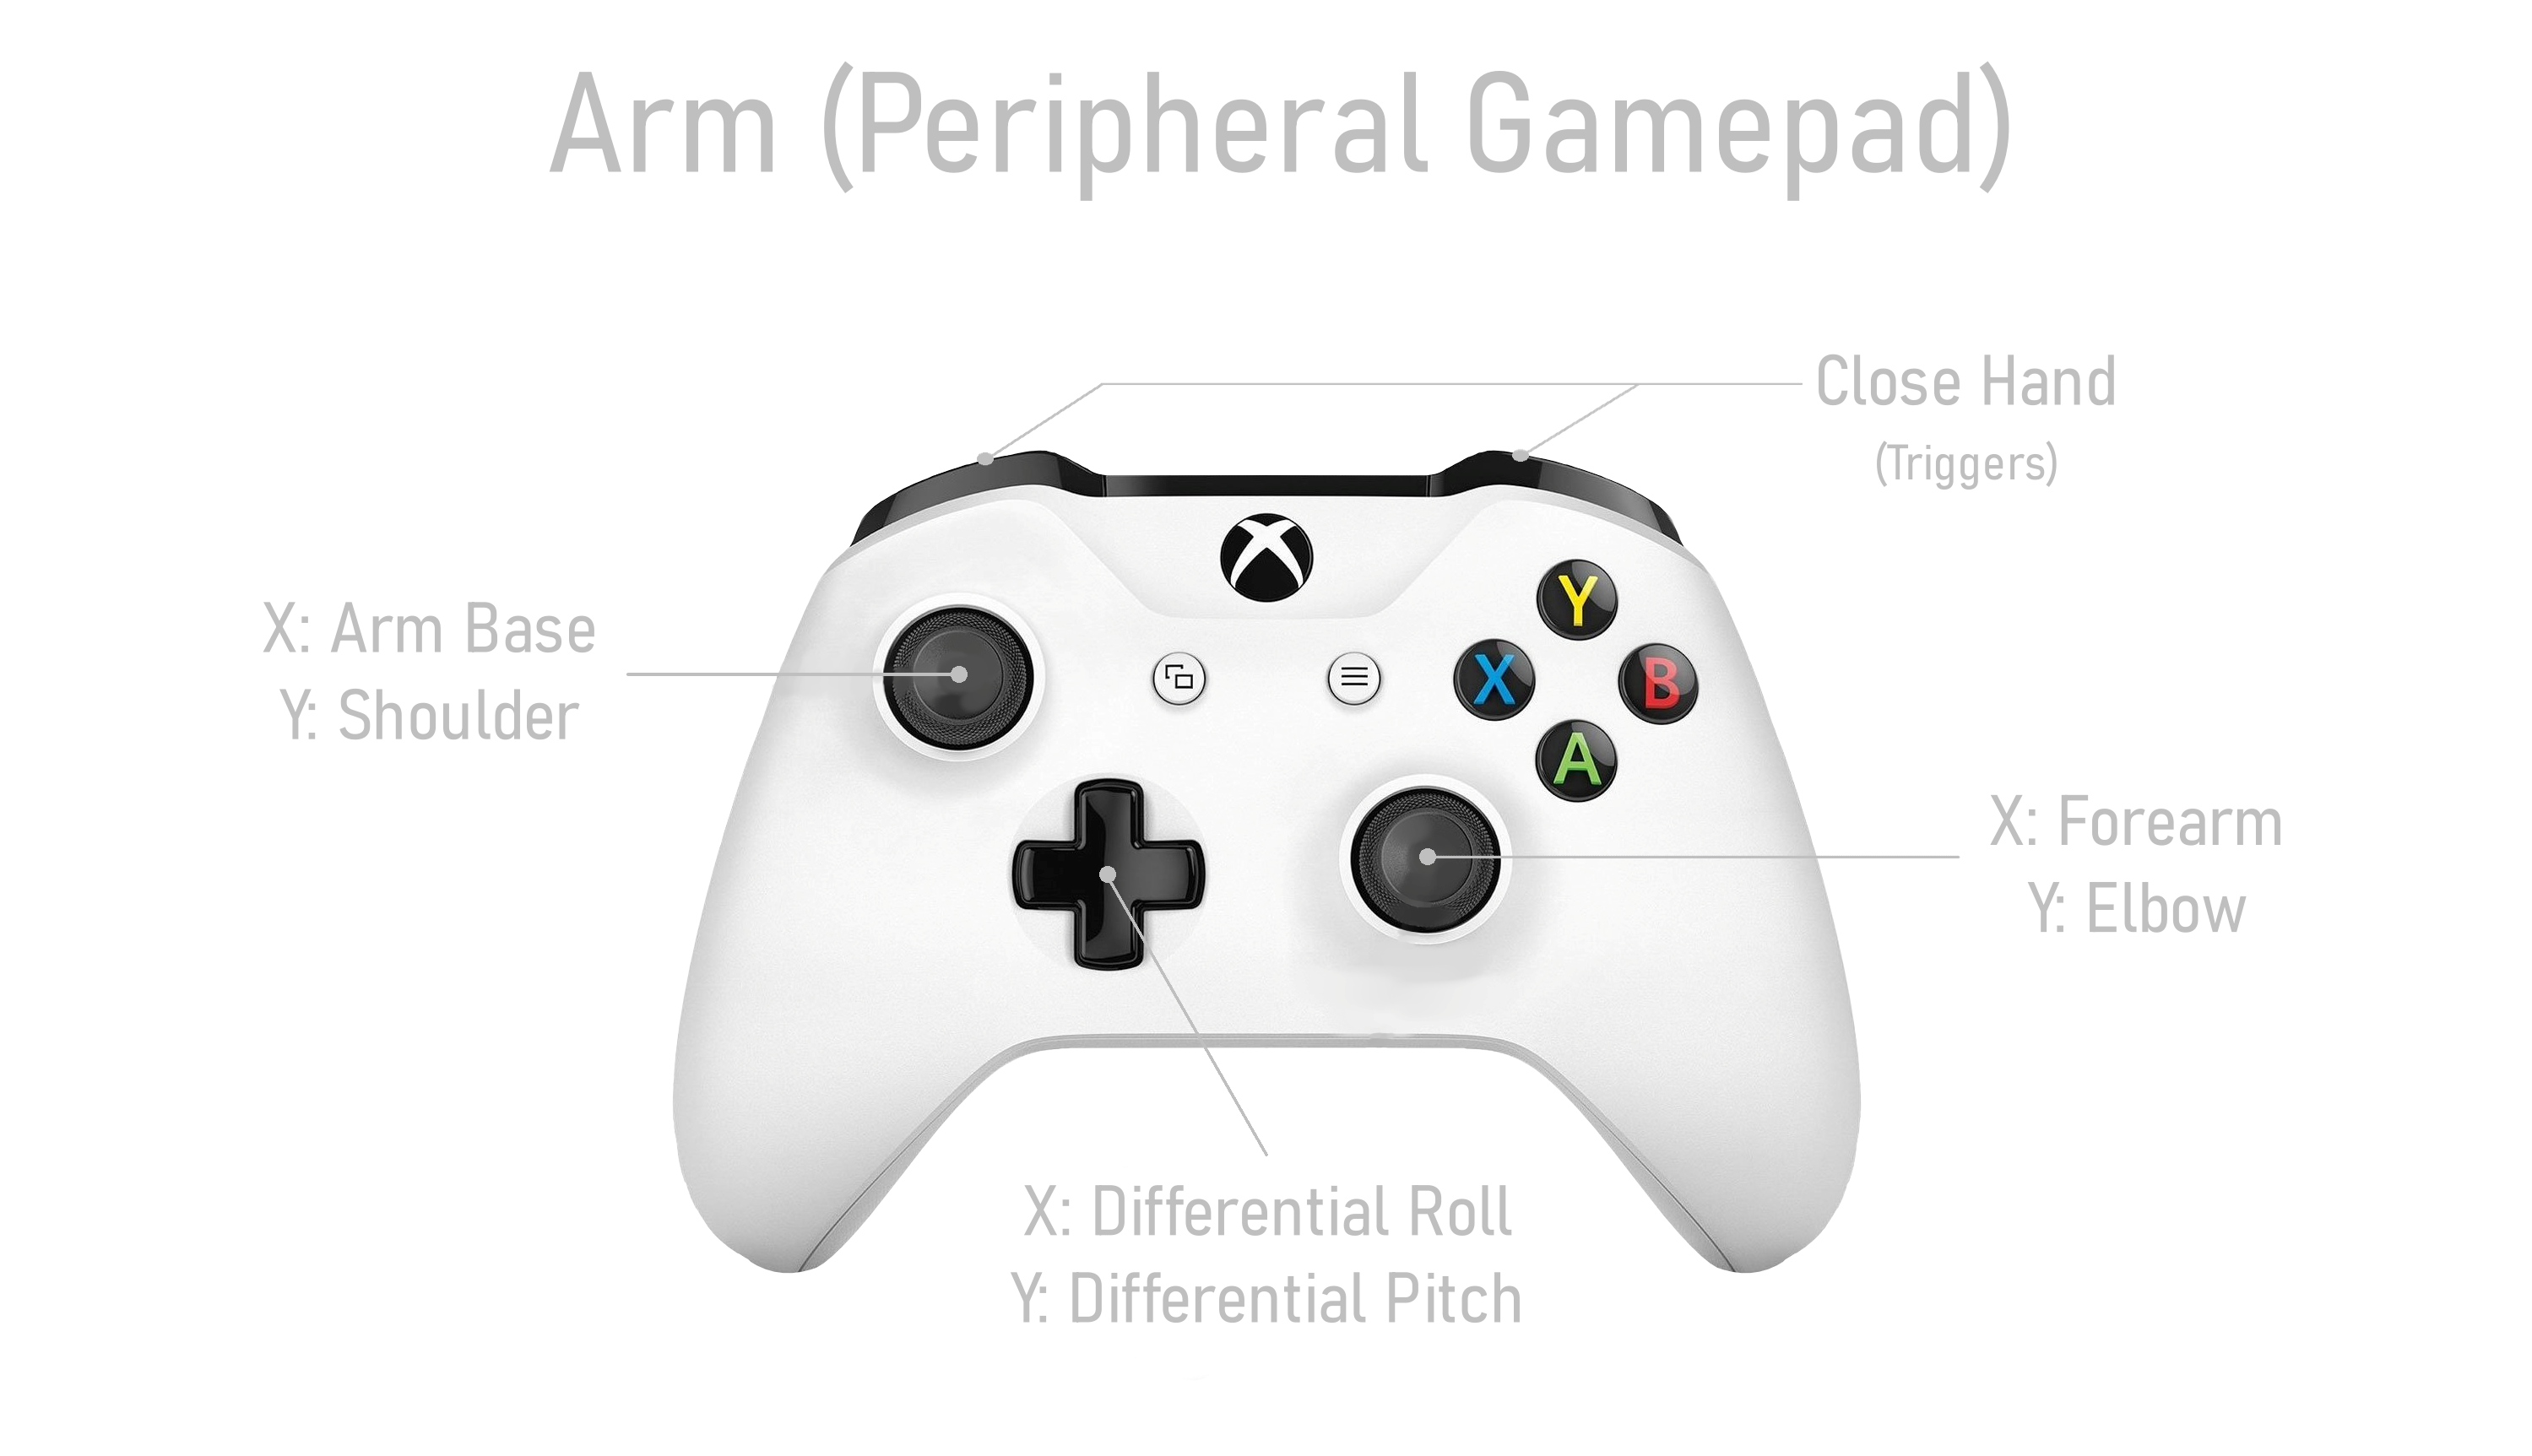 Arm (Peripheral Gamepad)
Close Hand
(Triggers)
X: Arm Base
Y: Shoulder
Y
X
B
A
X: Forearm
Y: Elbow
X: Differential Roll
Y: Differential Pitch